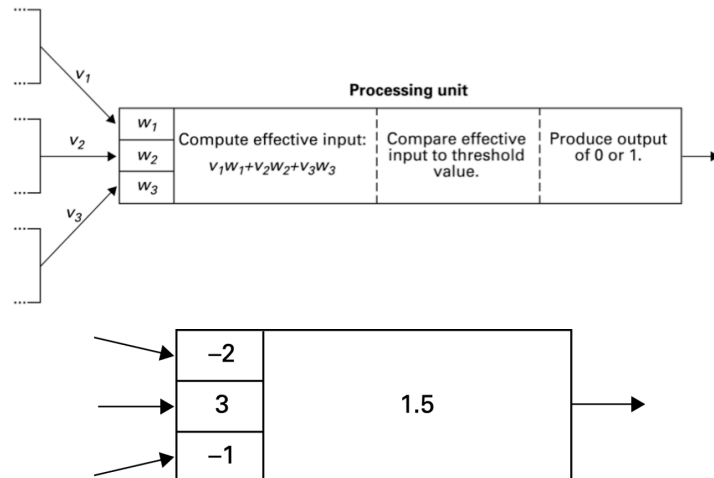 ....
v1
Processing unit
....
w1
v2
w2
w3
Compute effective input:
v1w1+v2w2+v3w3
Compare effective
input to threshold
value.
Produce output
of 0 or 1.
....
....
v3
....
....
–2
3
–1
1.5